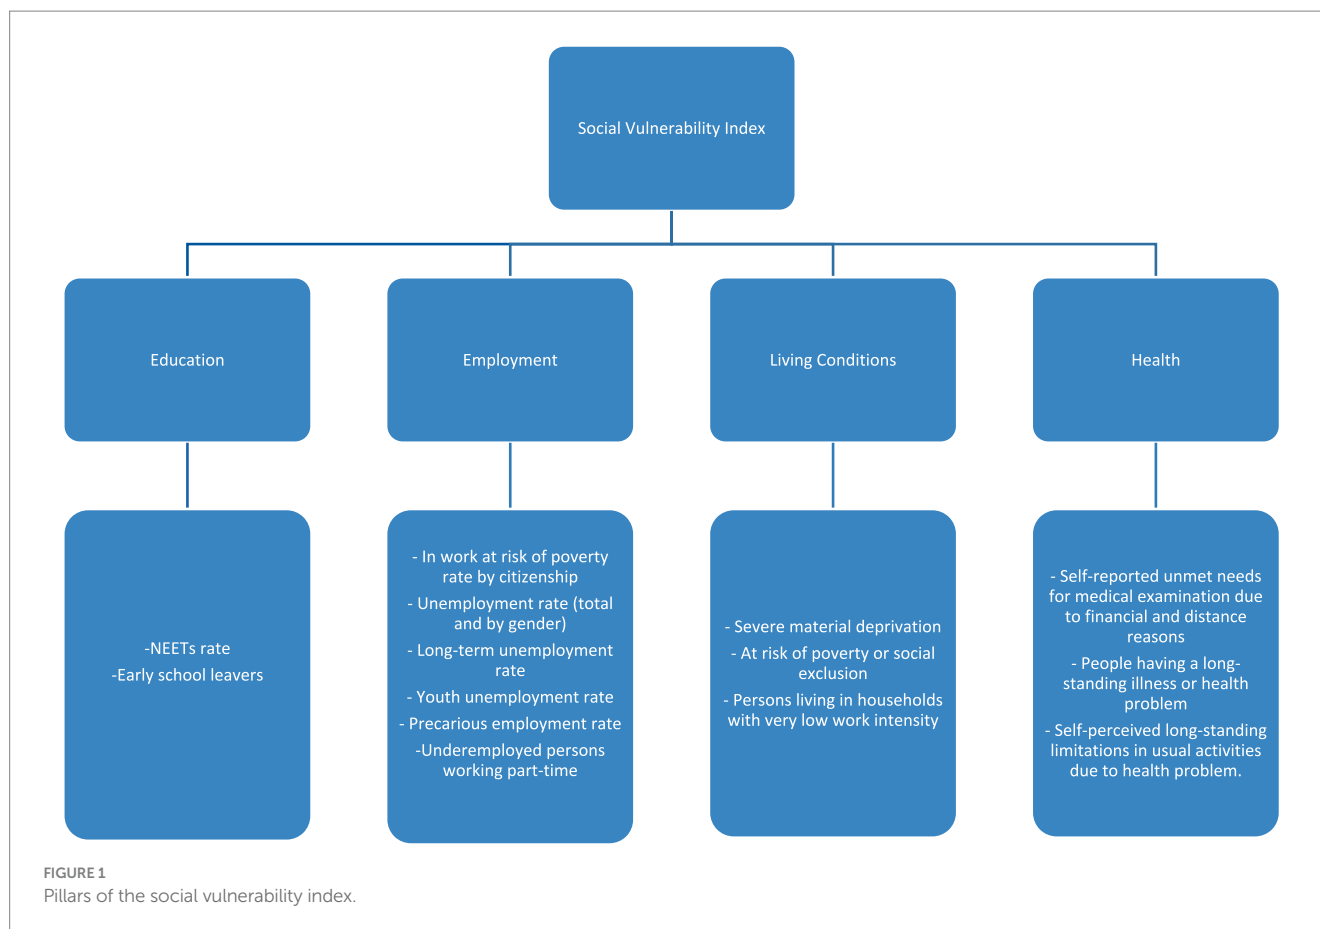 Social Vulnerability Index
Education
Employment
Living Conditions
Health
-NEETs rate
-Early school leavers
- In work at risk of poverty
rate by citizenship
- Unemployment rate (total
and by gender)
- Long-term unemployment
rate
- Youth unemployment rate
- Precarious employment rate
-Underemployed persons
working part-time
- Severe material deprivation
- At risk of poverty or social
exclusion
- Persons living in households
with very low work intensity
- Self-reported unmet needs
for medical examination due
to financial and distance
reasons
- People having a long-
standing illness or health
problem
- Self-perceived long-standing
limitations in usual activities
due to health problem.
FIGURE 1
Pillars of the social vulnerability index.